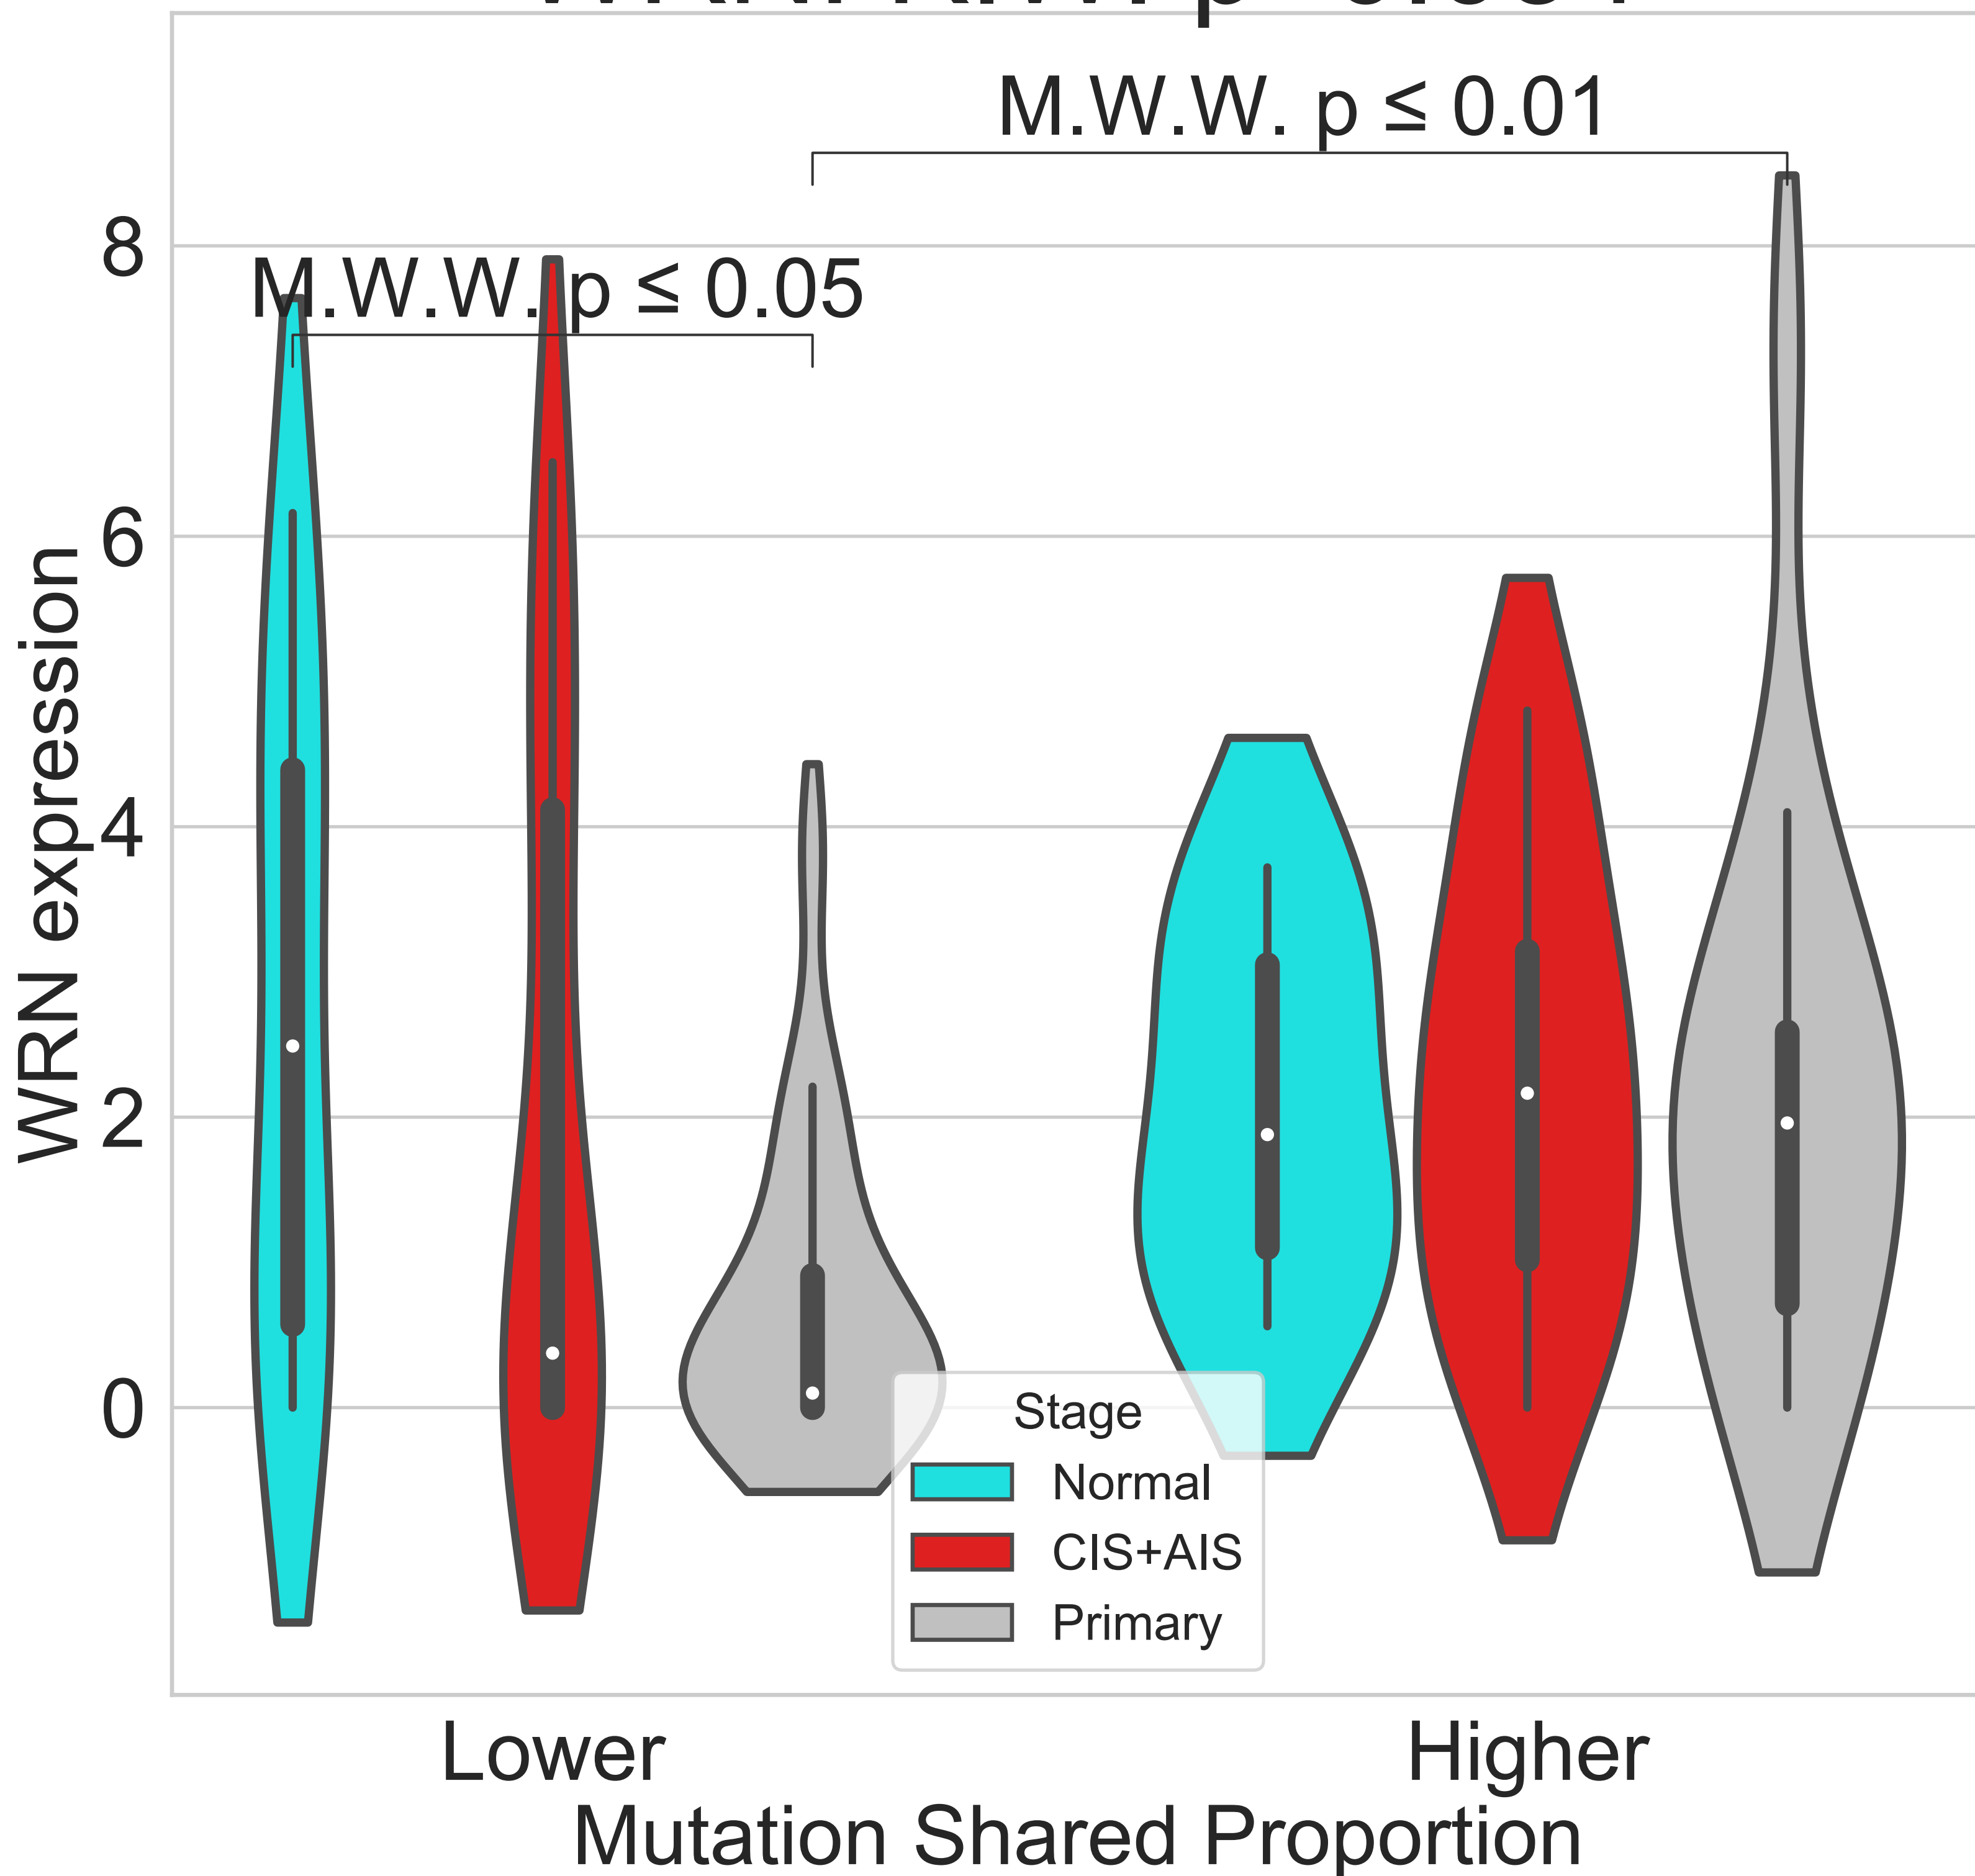 M.W.W. p ≤ 0.01
8
M.W.W. p ≤ 0.05
6
WRN expression
4
2
0
Stage
Normal
CIS+AIS
Primary
Lower
Higher
Mutation Shared Proportion